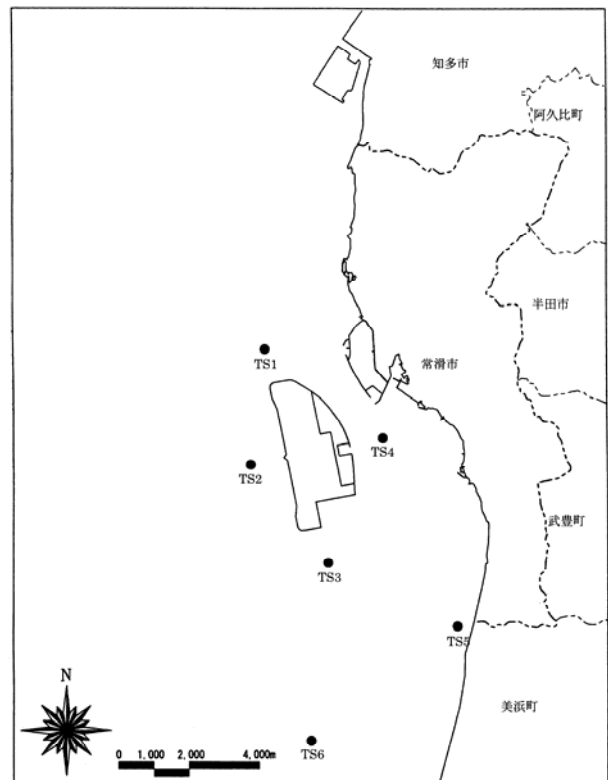 知多市
阿久比町
半田市
TS1
常滑市
TS4
TS2
武豊町
TS3
TS5
N
美浜町
TS6
0 1,000 2,000 4,000m